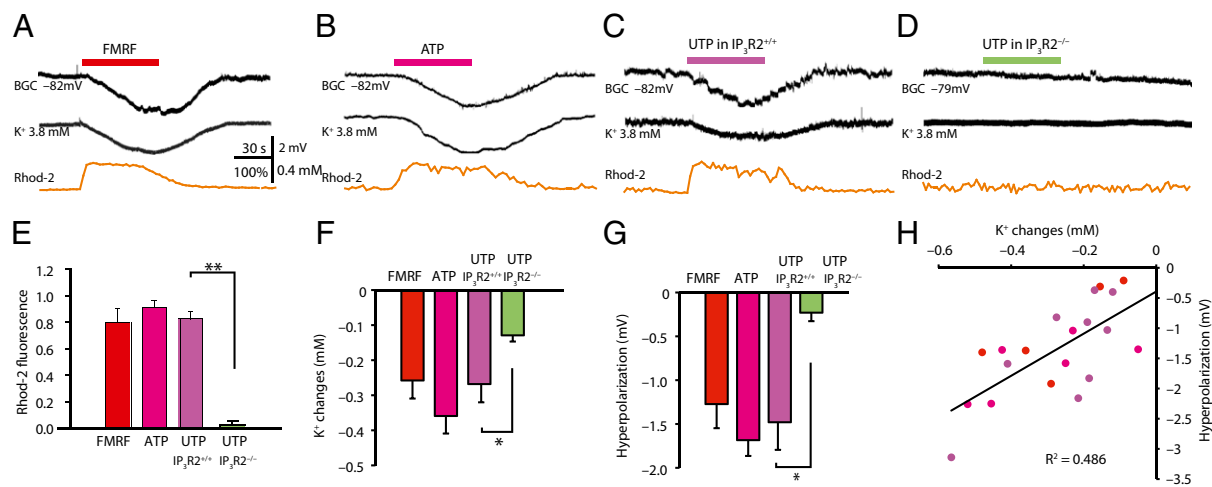 A
FMRF
BGC −82mV
K⁺ 3.8 mM
Rhod-2
30 s
2 mV
100%
0.4 mM
B
ATP
BGC −82mV
K⁺ 3.8 mM
Rhod-2
C
UTP in IP₃R2⁺/⁺
BGC −82mV
K⁺ 3.8 mM
Rhod-2
D
UTP in IP₃R2⁻/⁻
BGC −79mV
K⁺ 3.8 mM
Rhod-2
E
Rhod-2 fluorescence
1.2
1.0
0.8
0.6
0.4
0.2
0.0
**
FMRF ATP UTP UTP
IP₃R2⁺/⁺ IP₃R2⁻/⁻
F
FMRF ATP UTP UTP
IP₃R2⁺/⁺ IP₃R2⁻/⁻
K⁺ changes (mM)
0
−0.1
−0.2
−0.3
−0.4
−0.5
*
G
FMRF ATP UTP UTP
IP₃R2⁺/⁺ IP₃R2⁻/⁻
Hyperpolarization (mV)
0
−0.5
−1.0
−1.5
−2.0
*
H
K⁺ changes (mM)
−0.6 −0.4 −0.2 0
0
−0.5
−1
−1.5
−2
−2.5
−3
−3.5
Hyperpolarization (mV)
R² = 0.486